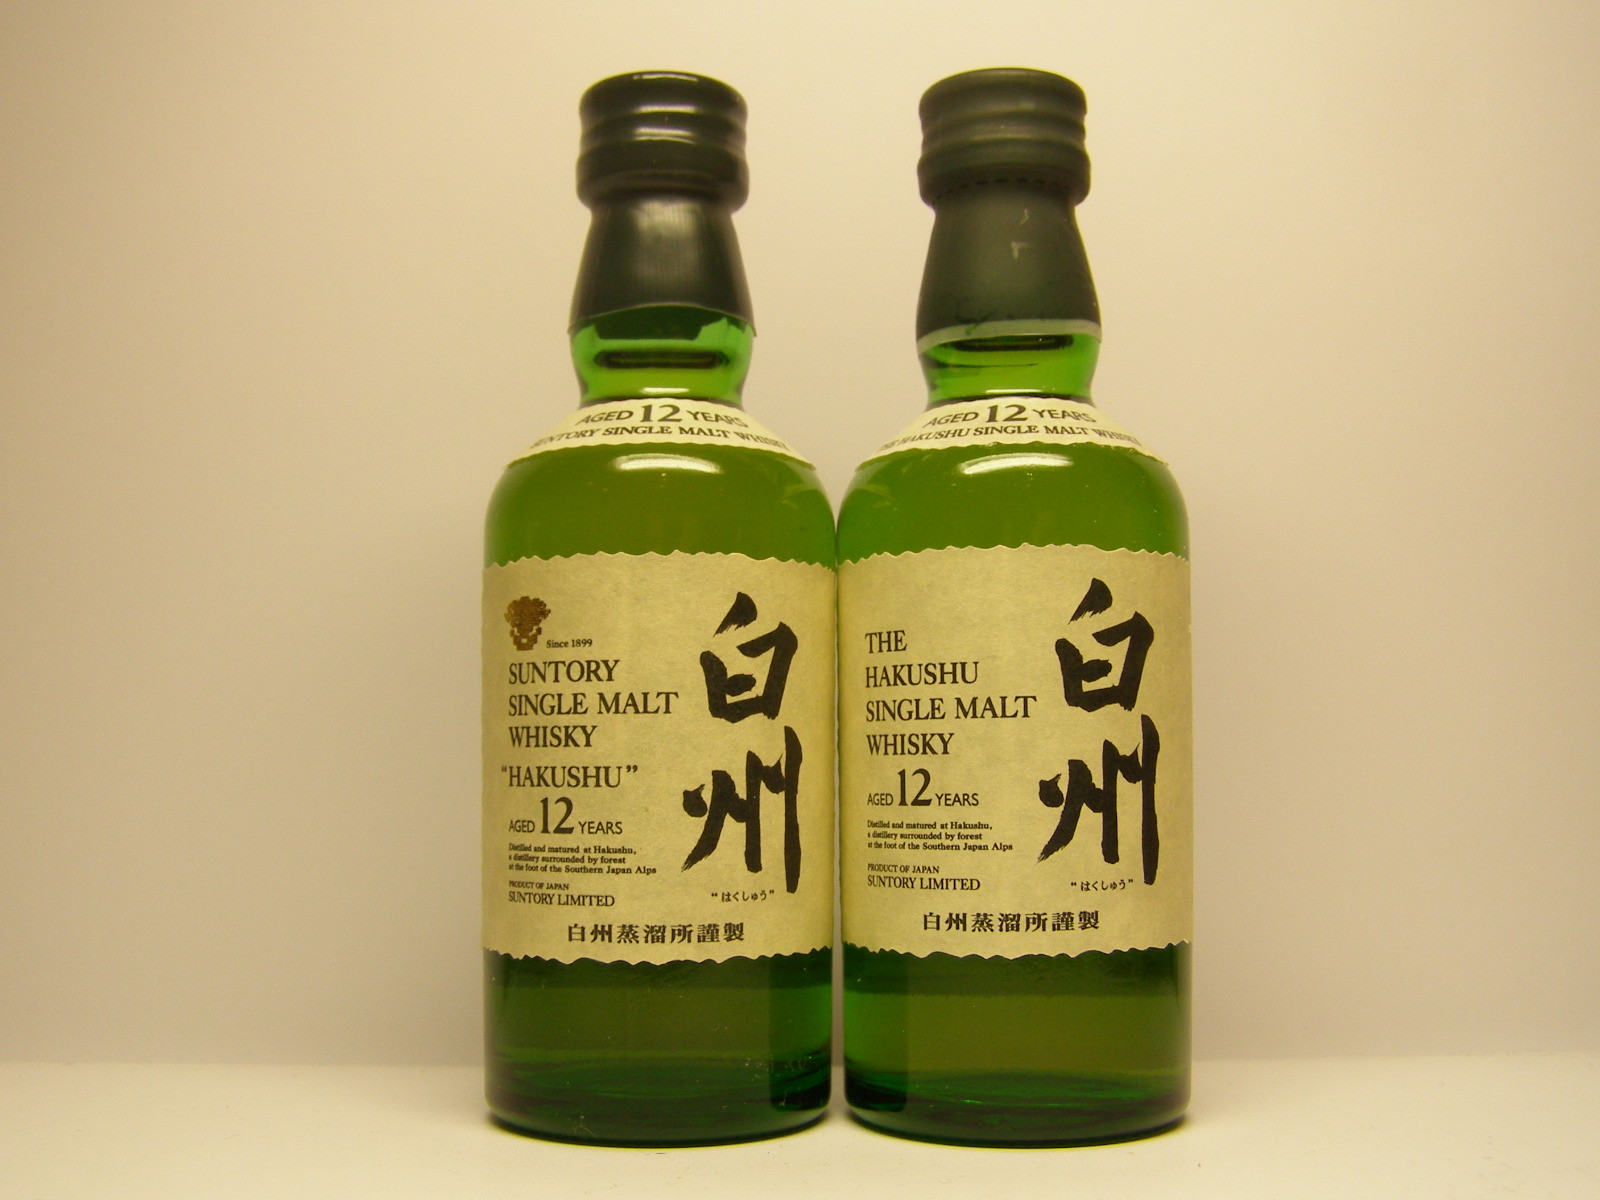 AGED 12 YEARS
SUNTORY SINGLE MALT WHISKY
Since 1899
SUNTORY
SINGLE MALT
WHISKY
“HAKUSHU”
AGED 12 YEARS
Distilled and matured at Hakushu,
a distillery surrounded by forest
at the foot of the Southern Japan Alps
PRODUCT OF JAPAN
SUNTORY LIMITED
白州
“はくしゅう”
白州蒸溜所謹製
AGED 12 YEARS
THE HAKUSHU SINGLE MALT WHISKY
THE
HAKUSHU
SINGLE MALT
WHISKY
AGED 12 YEARS
Distilled and matured at Hakushu,
a distillery surrounded by forest
at the foot of the Southern Japan Alps
PRODUCT OF JAPAN
SUNTORY LIMITED
白州
“はくしゅう”
白州蒸溜所謹製